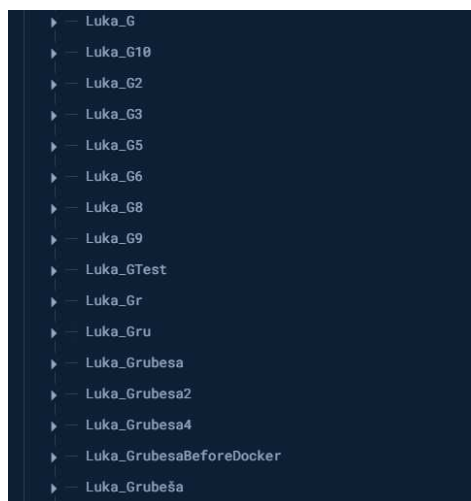 Luka_G
Luka_G10
Luka_G2
Luka_G3
Luka_G5
Luka_G6
Luka_G8
Luka_G9
Luka_GTest
Luka_Gr
Luka_Gru
Luka_Grubesa
Luka_Grubesa2
Luka_Grubesa4
Luka_GrubesaBeforeDocker
Luka_Grubeša